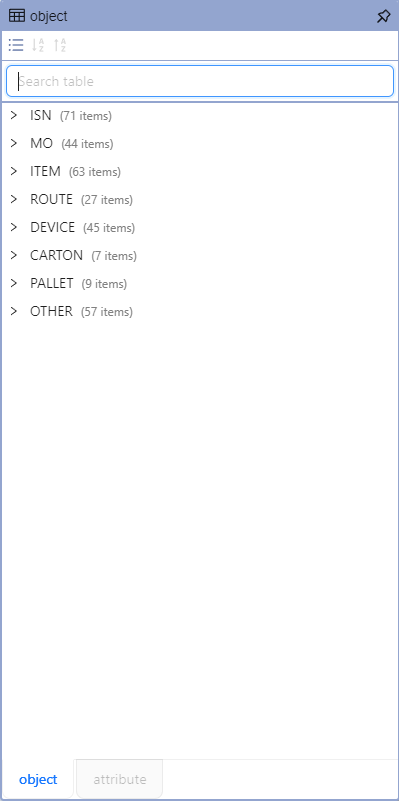 object
Search table
ISN (71 items)
MO (44 items)
ITEM (63 items)
ROUTE (27 items)
DEVICE (45 items)
CARTON (7 items)
PALLET (9 items)
OTHER (57 items)
object attribute